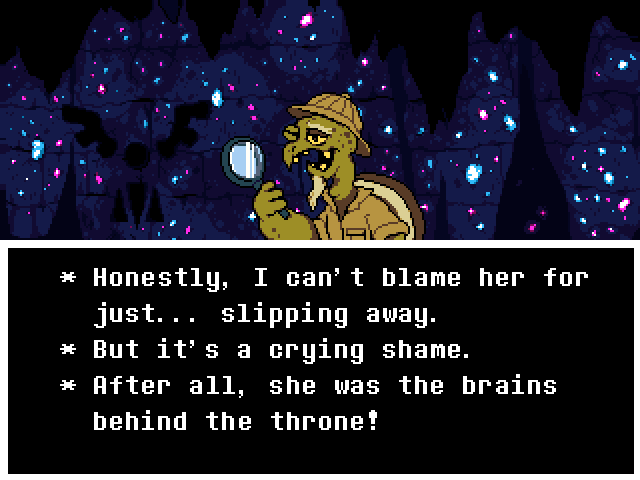 * Honestly, I can't blame her for
just... slipping away.
* But it's a crying shame.
* After all, she was the brains
behind the throne!